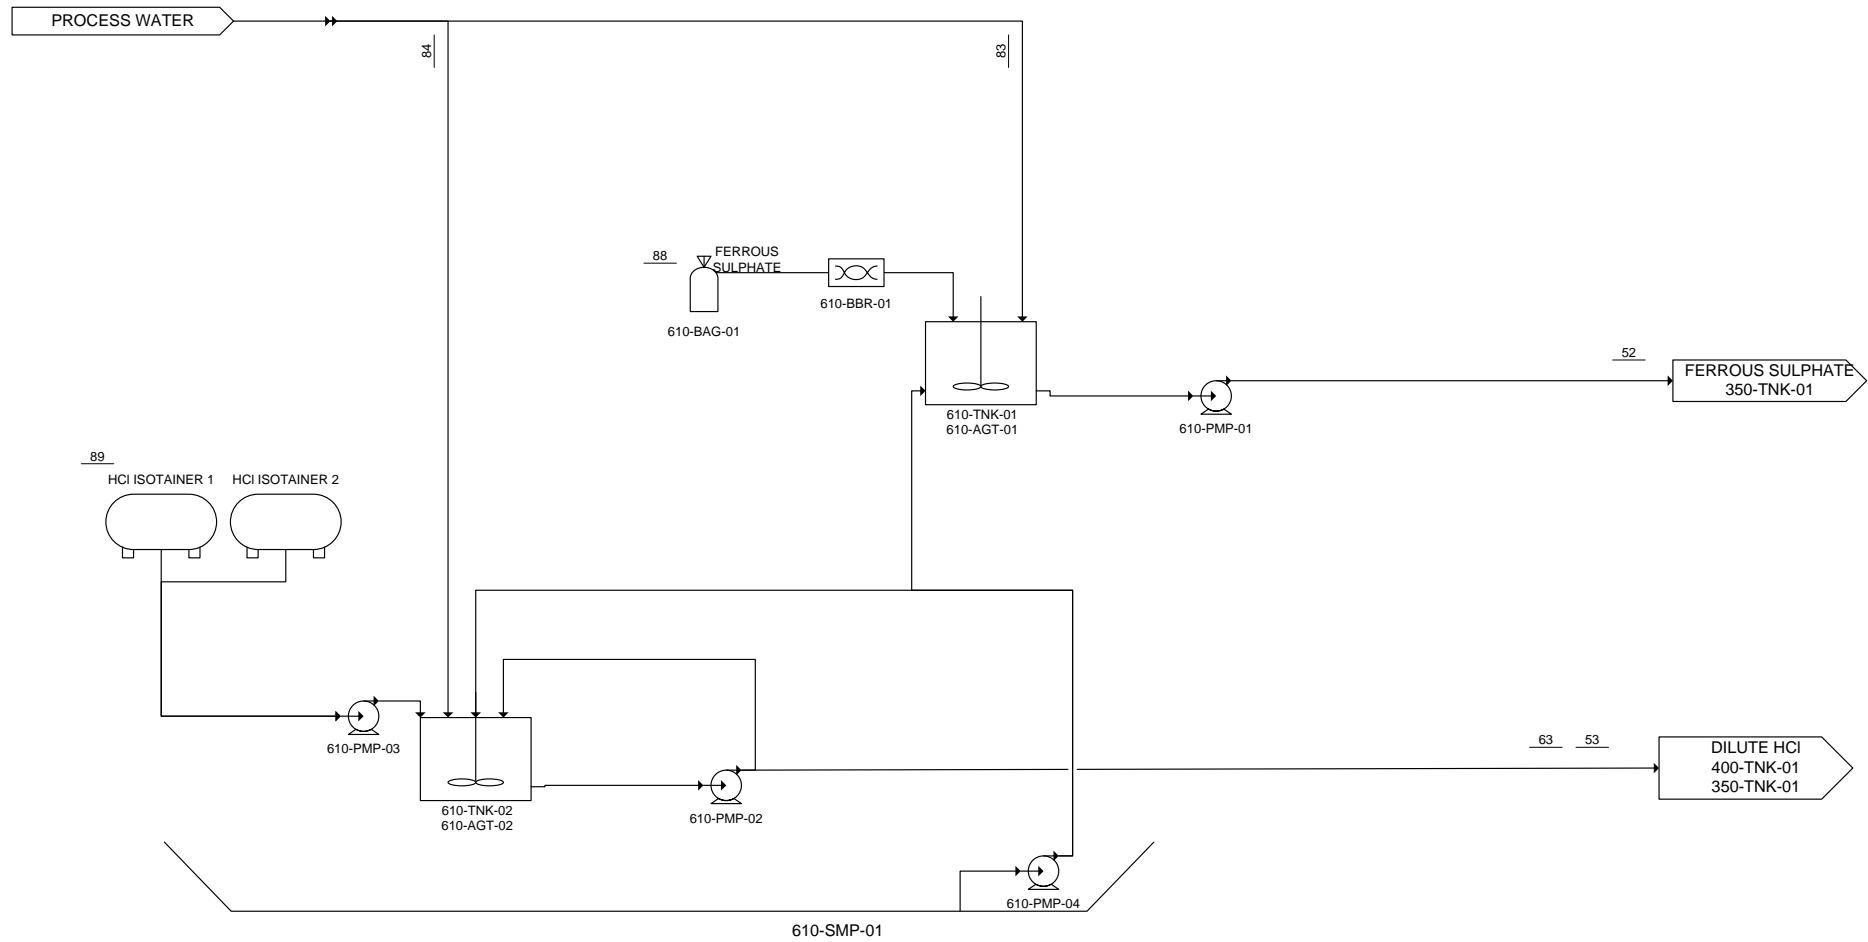 PROCESS WATER
84
83
88
FERROUS
SULPHATE
610-BBR-01
610-BAG-01
52
FERROUS SULPHATE
350-TNK-01
610-TNK-01
610-AGT-01
610-PMP-01
89
HCl ISOTAINER 1
HCl ISOTAINER 2
610-PMP-03
63
53
DILUTE HCl
400-TNK-01
350-TNK-01
610-TNK-02
610-AGT-02
610-PMP-02
610-PMP-04
610-SMP-01